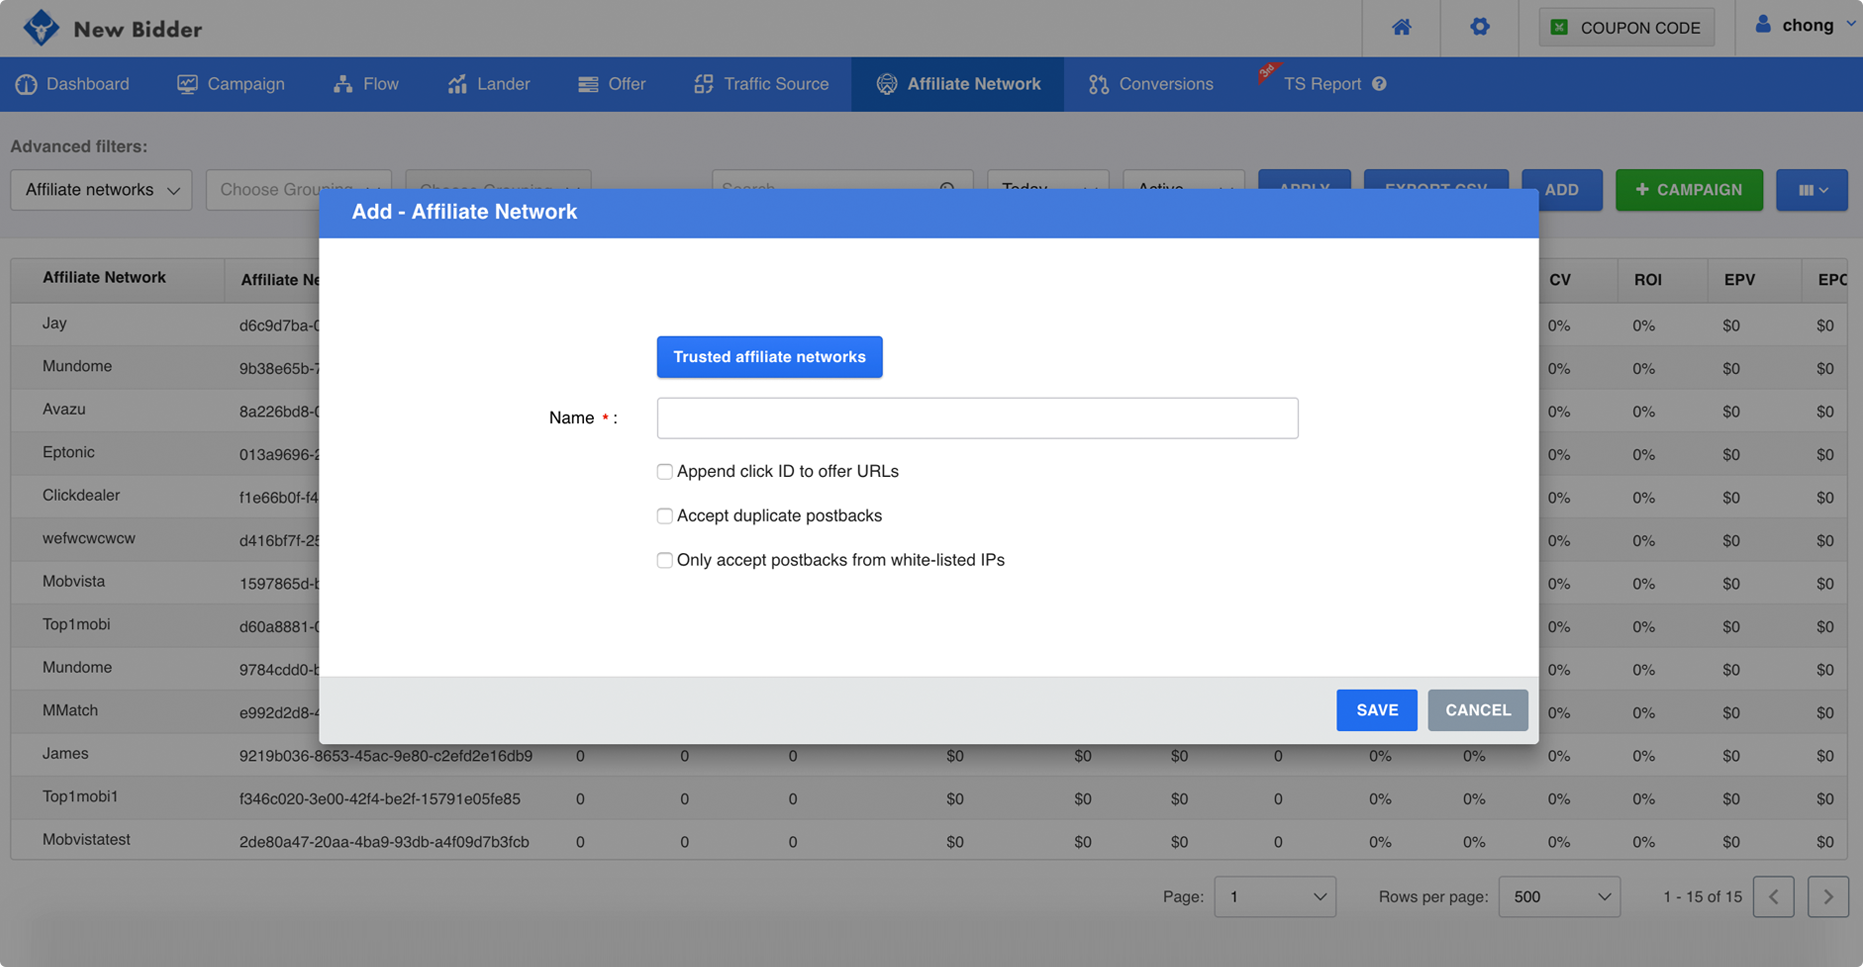 New Bidder
COUPON CODE
chong
Dashboard
Campaign
Flow
Lander
Offer
Traffic Source
Affiliate Network
Conversions
3rd
TS Report ?
Advanced filters:
Affiliate networks
Choose Grouping
Choose Grouping
Search
Today
Active
APPLY
EXPORT CSV
ADD
+ CAMPAIGN
Add - Affiliate Network
Affiliate Network Affiliate Ne CV ROI EPV EPC
Jay d6c9d7ba-0 0% 0% $0 $0
Mundome 9b38e65b-7 0% 0% $0 $0
Trusted affiliate networks
Avazu 8a226bd8-0 0% 0% $0 $0
Name * :
Eptonic 013a9696-2 0% 0% $0 $0
Append click ID to offer URLs
Clickdealer f1e66b0f-f4 0% 0% $0 $0
Accept duplicate postbacks
wefwcwcwcw d416bf7f-25 0% 0% $0 $0
Only accept postbacks from white-listed IPs
Mobvista 1597865d-b 0% 0% $0 $0
Top1mobi d60a8881-0 0% 0% $0 $0
Mundome 9784cdd0-b 0% 0% $0 $0
MMatch e992d2d8-4 0% 0% $0 $0
SAVE
CANCEL
James 9219b036-8653-45ac-9e80-c2efd2e16db9 0 0 0 $0 $0 $0 0 0% 0% 0% 0% $0 $0
Top1mobi1 f346c020-3e00-42f4-be2f-15791e05fe85 0 0 0 $0 $0 $0 0 0% 0% 0% 0% $0 $0
Mobvistatest 2de80a47-20aa-4ba9-93db-a4f09d7b3fcb 0 0 0 $0 $0 $0 0 0% 0% 0% 0% $0 $0
Page: 1 Rows per page: 500 1 - 15 of 15